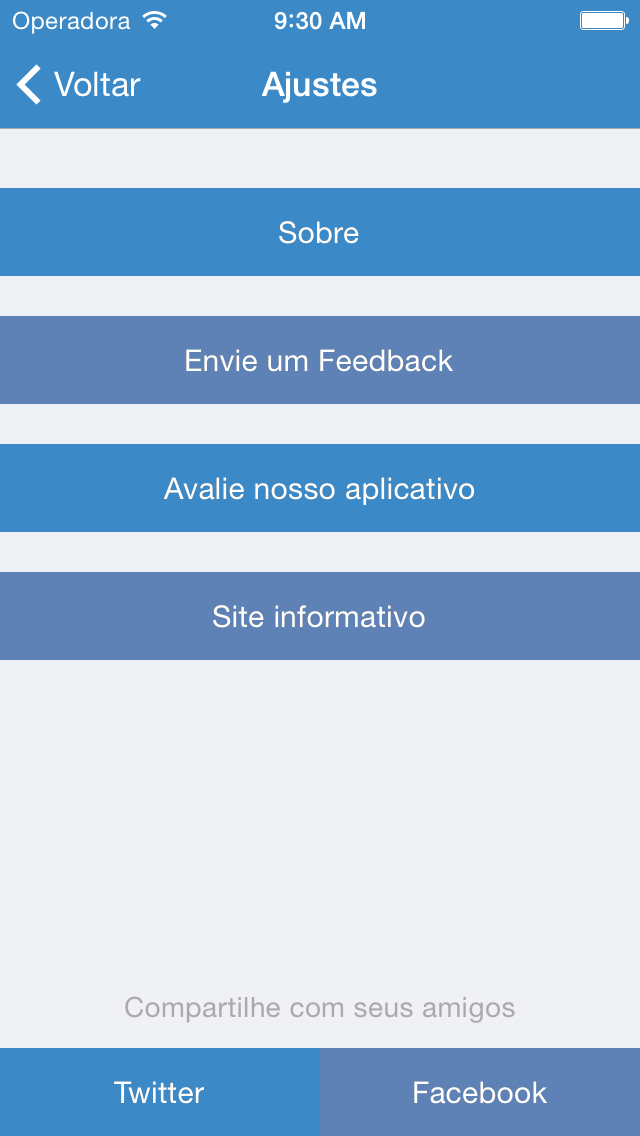 Operadora 9:30 AM
Voltar Ajustes
Sobre
Envie um Feedback
Avalie nosso aplicativo
Site informativo
Compartilhe com seus amigos
Twitter Facebook